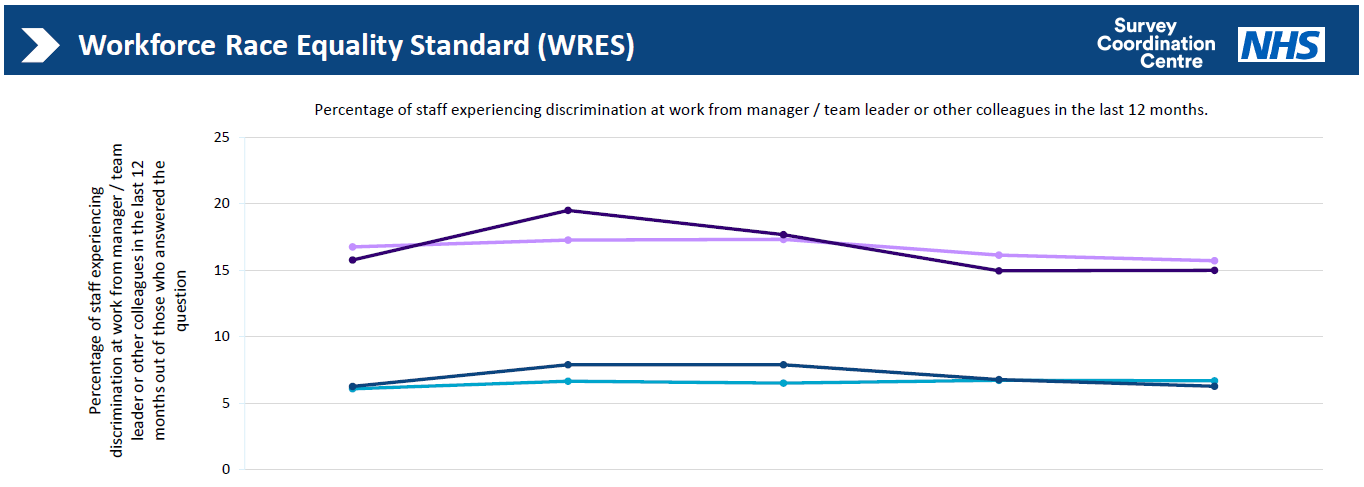 Workforce Race Equality Standard (WRES)
Survey
Coordination
Centre
NHS
Percentage of staff experiencing discrimination at work from manager / team leader or other colleagues in the last 12 months.
Percentage of staff experiencing
discrimination at work from manager / team
leader or other colleagues in the last 12
months out of those who answered the
question
25
20
15
10
5
0